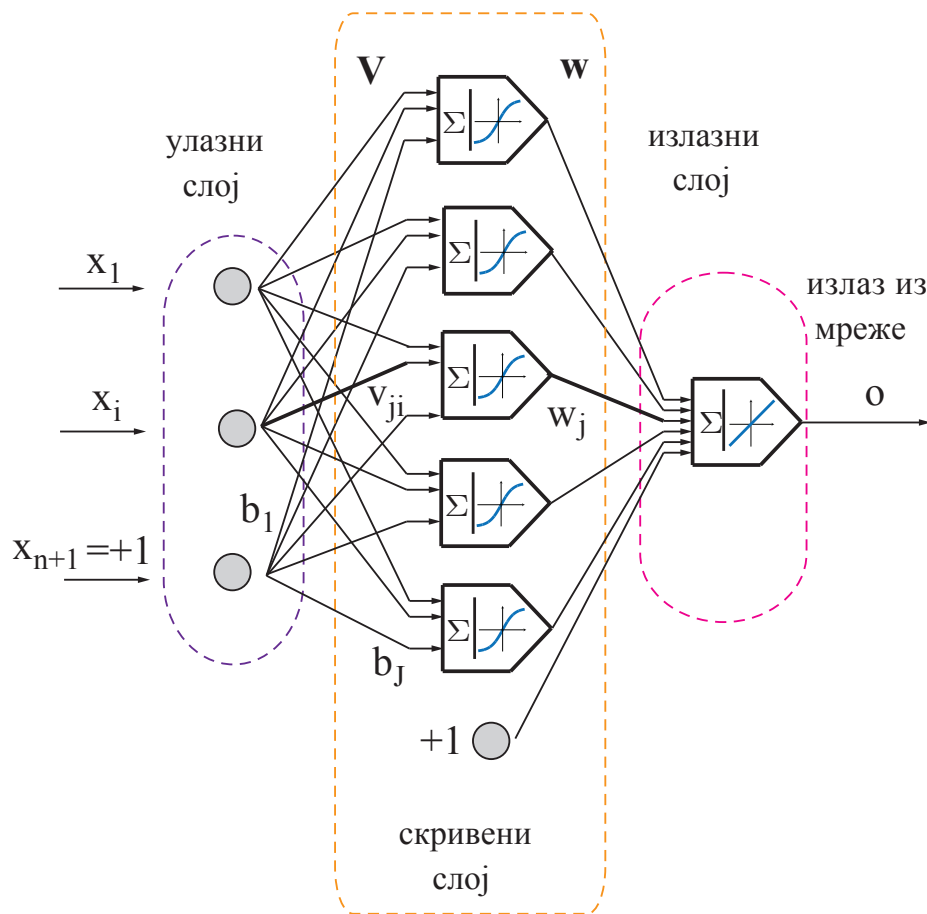 V
w
Σ
улазни
слој
излазни
слој
Σ
x1
излаз из
мреже
Σ
vji
wj
o
xi
Σ
b1
Σ
xn+1 =+1
Σ
bJ
+1
скривени
слој